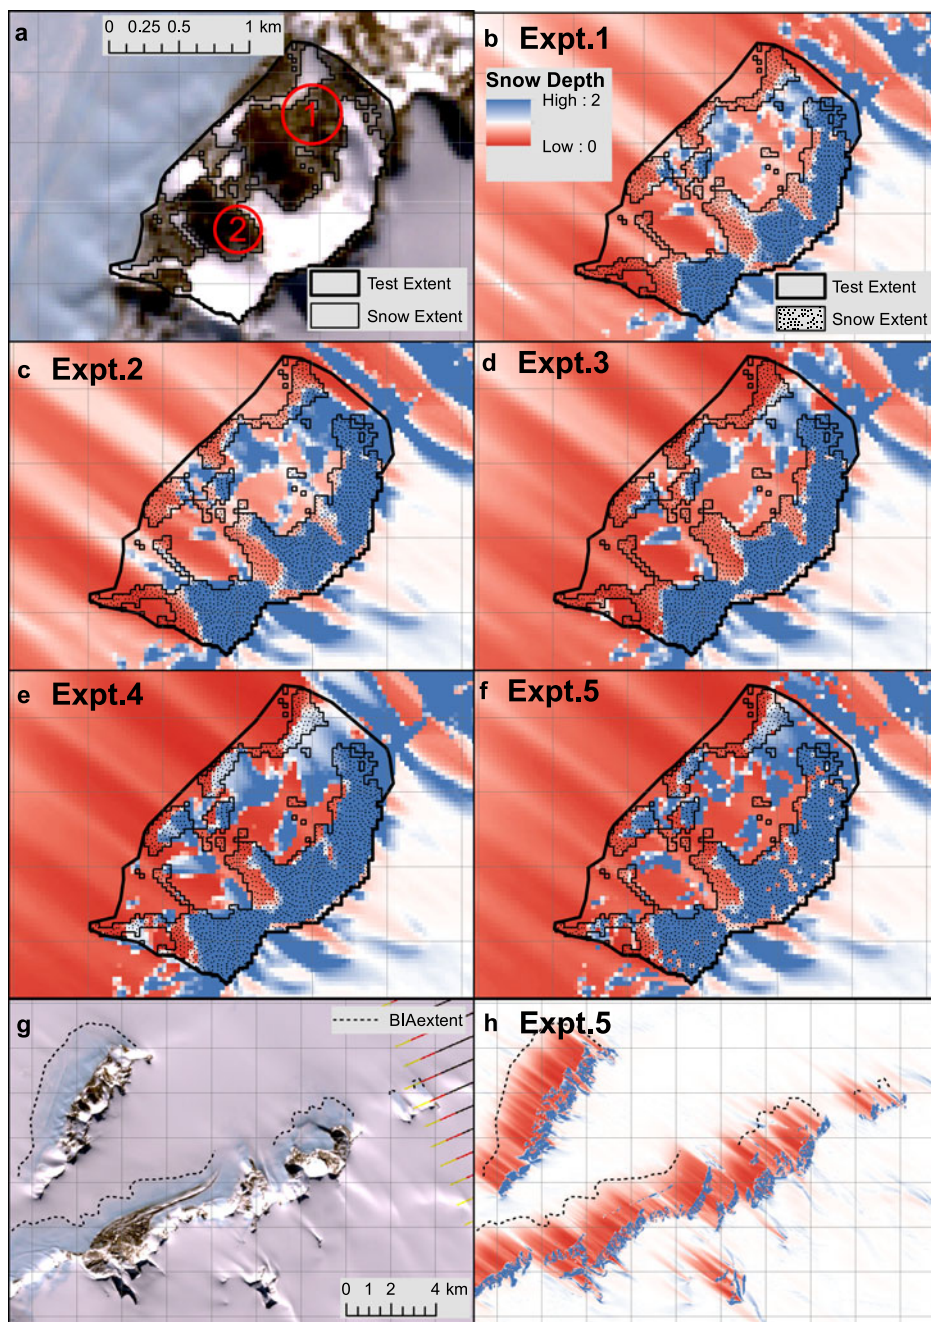 a
0 0.25 0.5 1 km
1
2
Test Extent
Snow Extent
b Expt.1
Snow Depth
High : 2
Low : 0
Test Extent
Snow Extent
c Expt.2
d Expt.3
e Expt.4
f Expt.5
g
BIAextent
0 1 2 4 km
h Expt.5